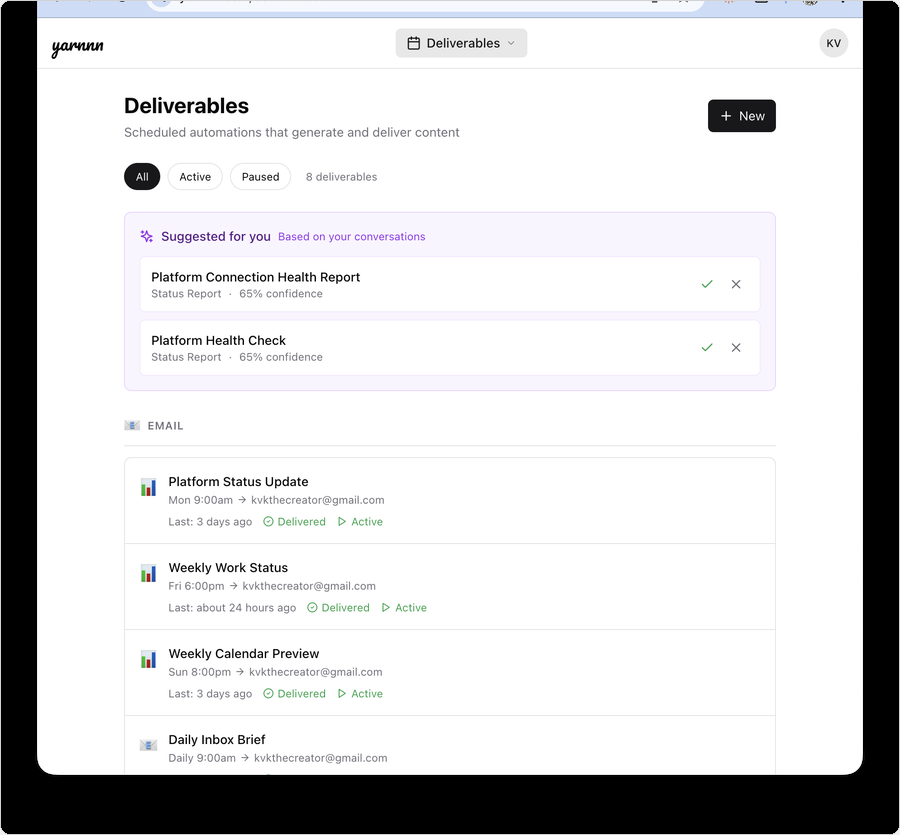 yarnnn
Deliverables
KV
Deliverables
Scheduled automations that generate and deliver content
+ New
All
Active
Paused
8 deliverables
Suggested for you Based on your conversations
Platform Connection Health Report
Status Report · 65% confidence
Platform Health Check
Status Report · 65% confidence
EMAIL
Platform Status Update
Mon 9:00am → kvkthecreator@gmail.com
Last: 3 days ago Delivered Active
Weekly Work Status
Fri 6:00pm → kvkthecreator@gmail.com
Last: about 24 hours ago Delivered Active
Weekly Calendar Preview
Sun 8:00pm → kvkthecreator@gmail.com
Last: 3 days ago Delivered Active
Daily Inbox Brief
Daily 9:00am → kvkthecreator@gmail.com